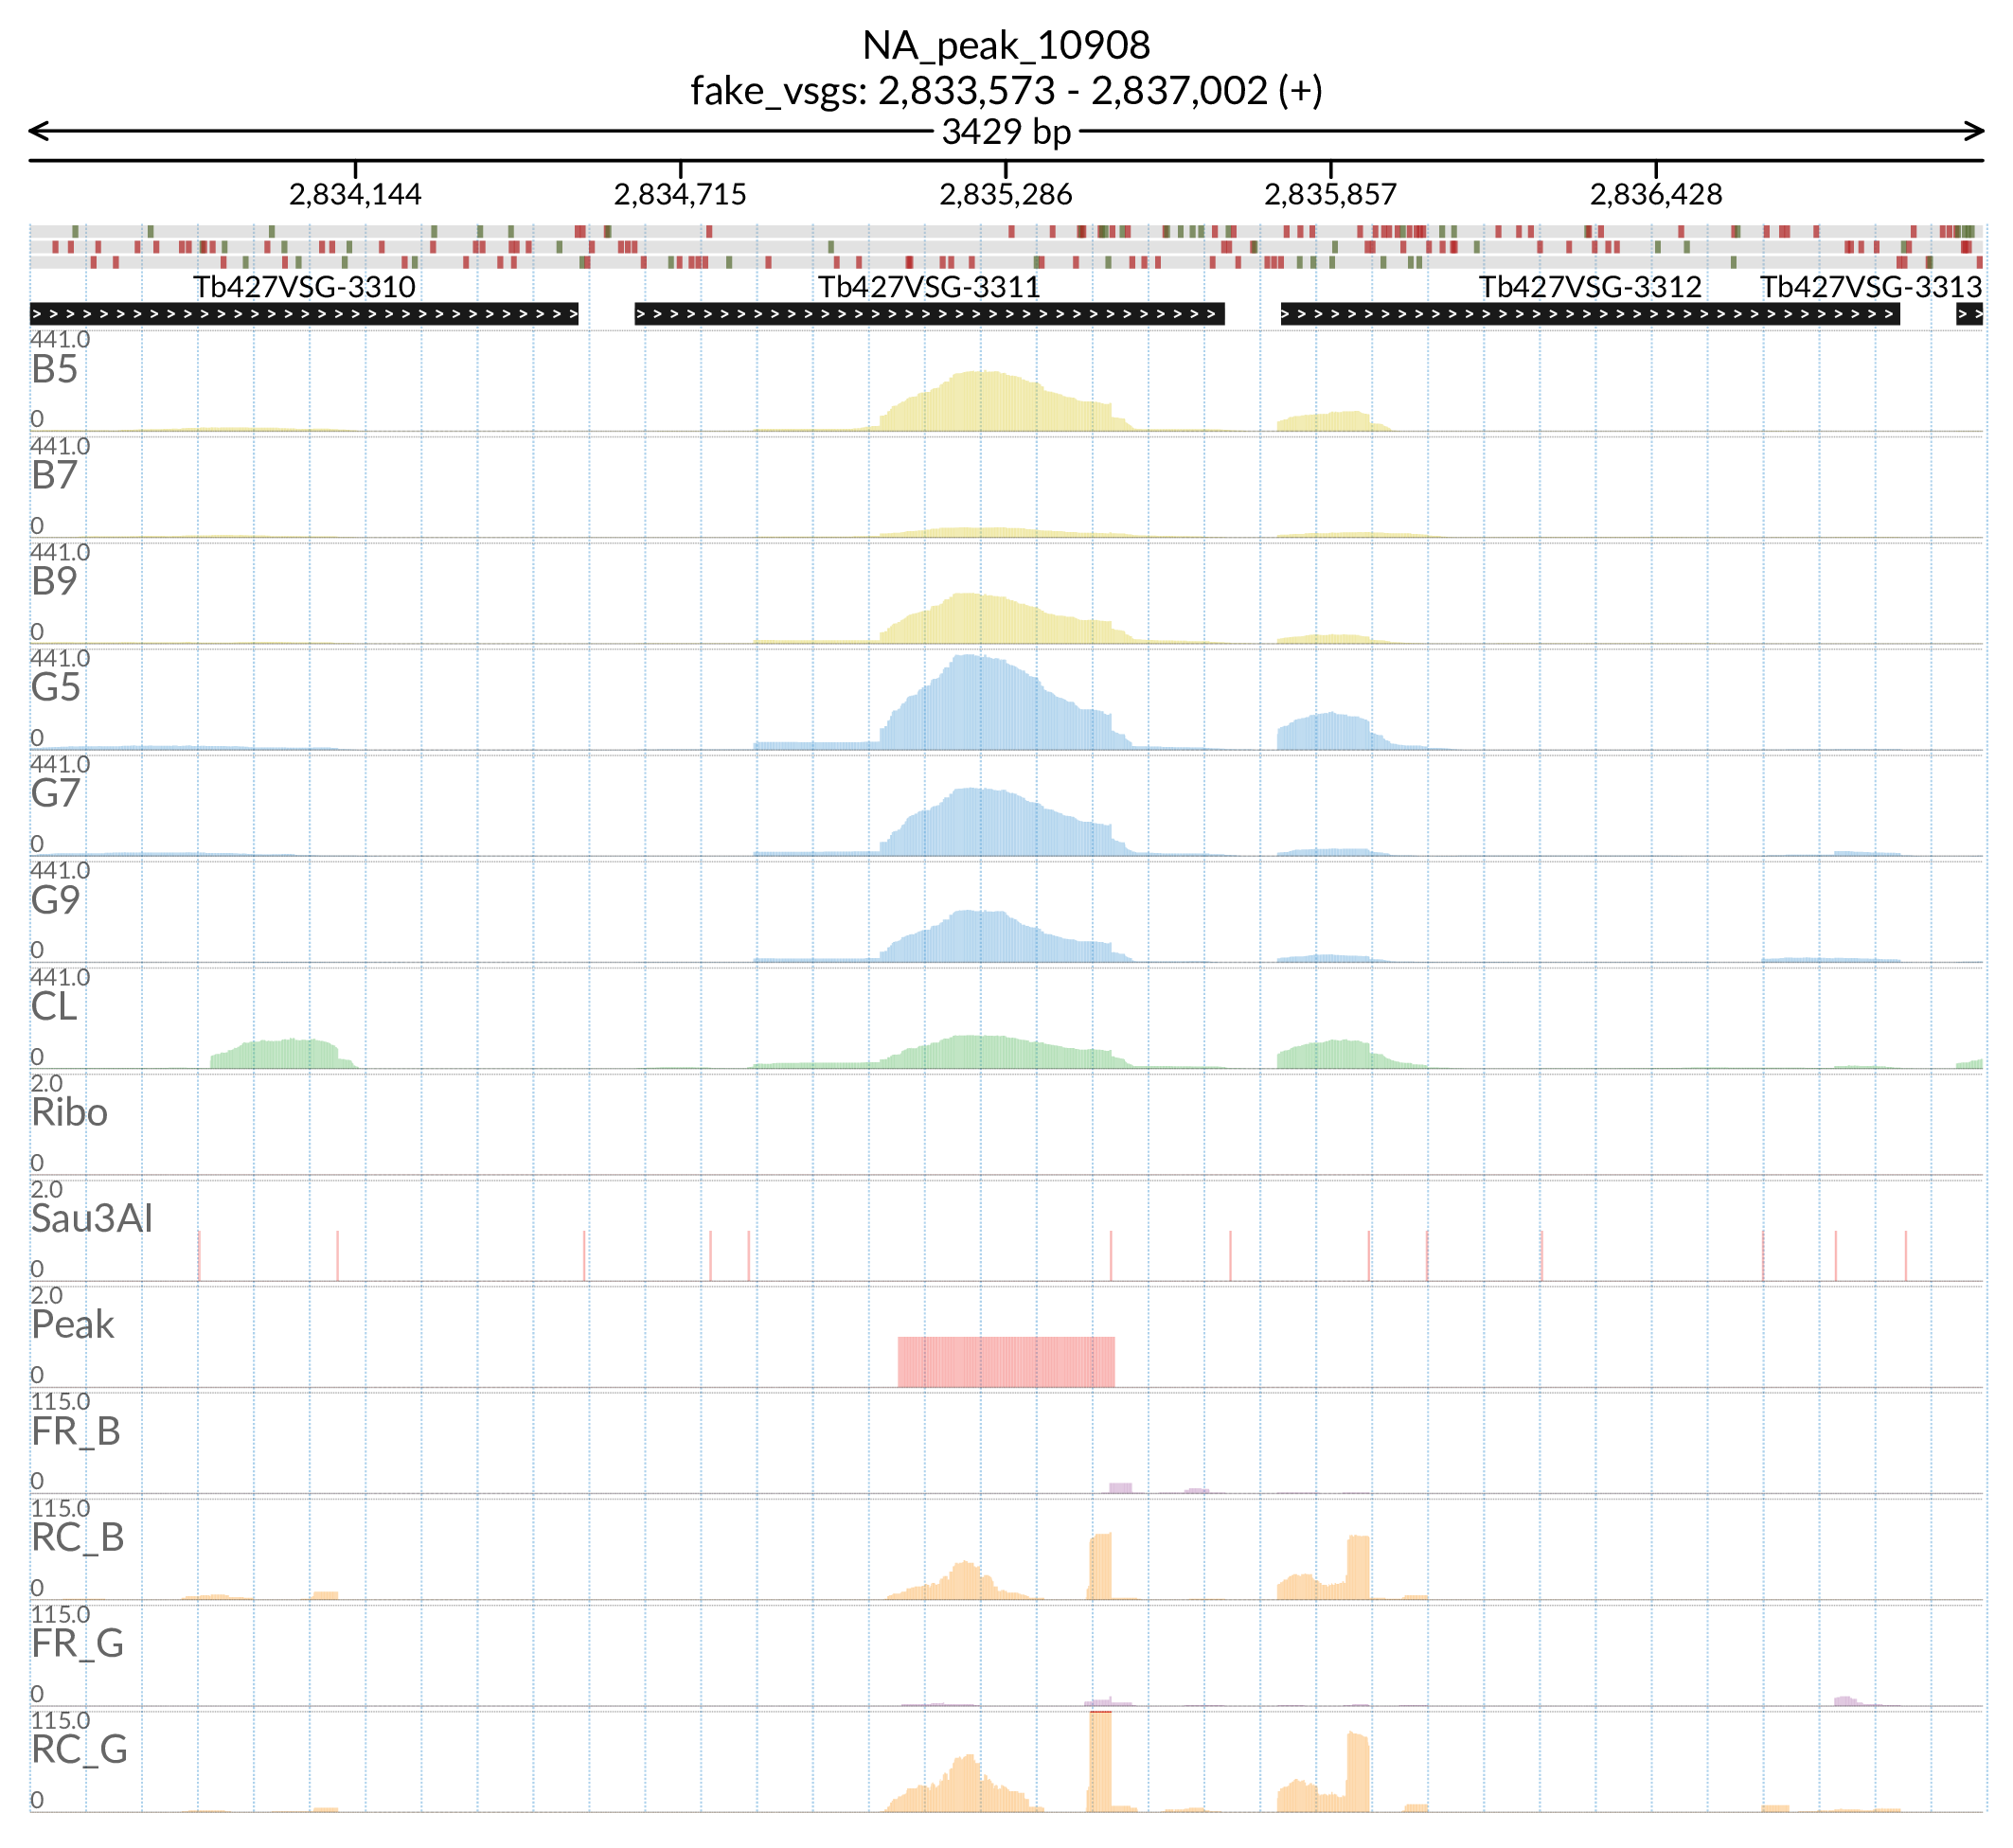 NA_peak_10908
fake_vsgs: 2,833,573 - 2,837,002 (+)
3429 bp
2,834,144 2,834,715 2,835,286 2,835,857 2,836,428
Tb427VSG-3310 Tb427VSG-3311 Tb427VSG-3312 Tb427VSG-3313
441.0
B5
0
441.0
B7
0
441.0
B9
0
441.0
G5
0
441.0
G7
0
441.0
G9
0
441.0
CL
0
2.0
Ribo
0
2.0
Sau3AI
0
2.0
Peak
0
115.0
FR_B
0
115.0
RC_B
0
115.0
FR_G
0
115.0
RC_G
0